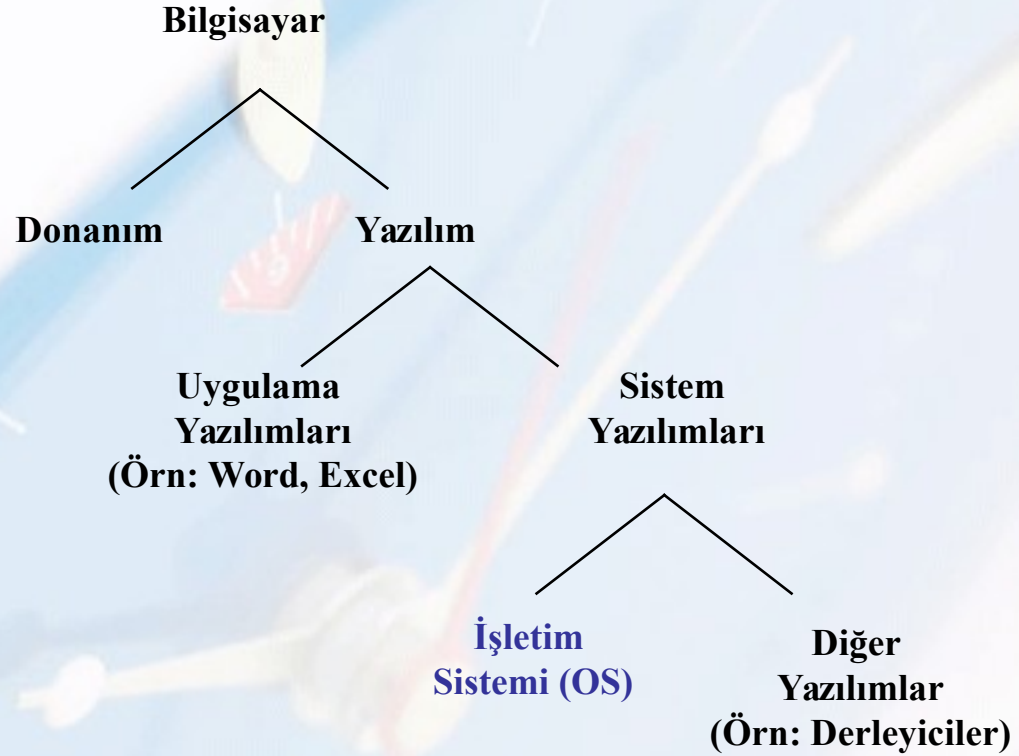 Bilgisayar
Donanım
Yazılım
Uygulama
Yazılımları
(Örn: Word, Excel)
Sistem
Yazılımları
İşletim
Sistemi (OS)
Diğer
Yazılımlar
(Örn: Derleyiciler)